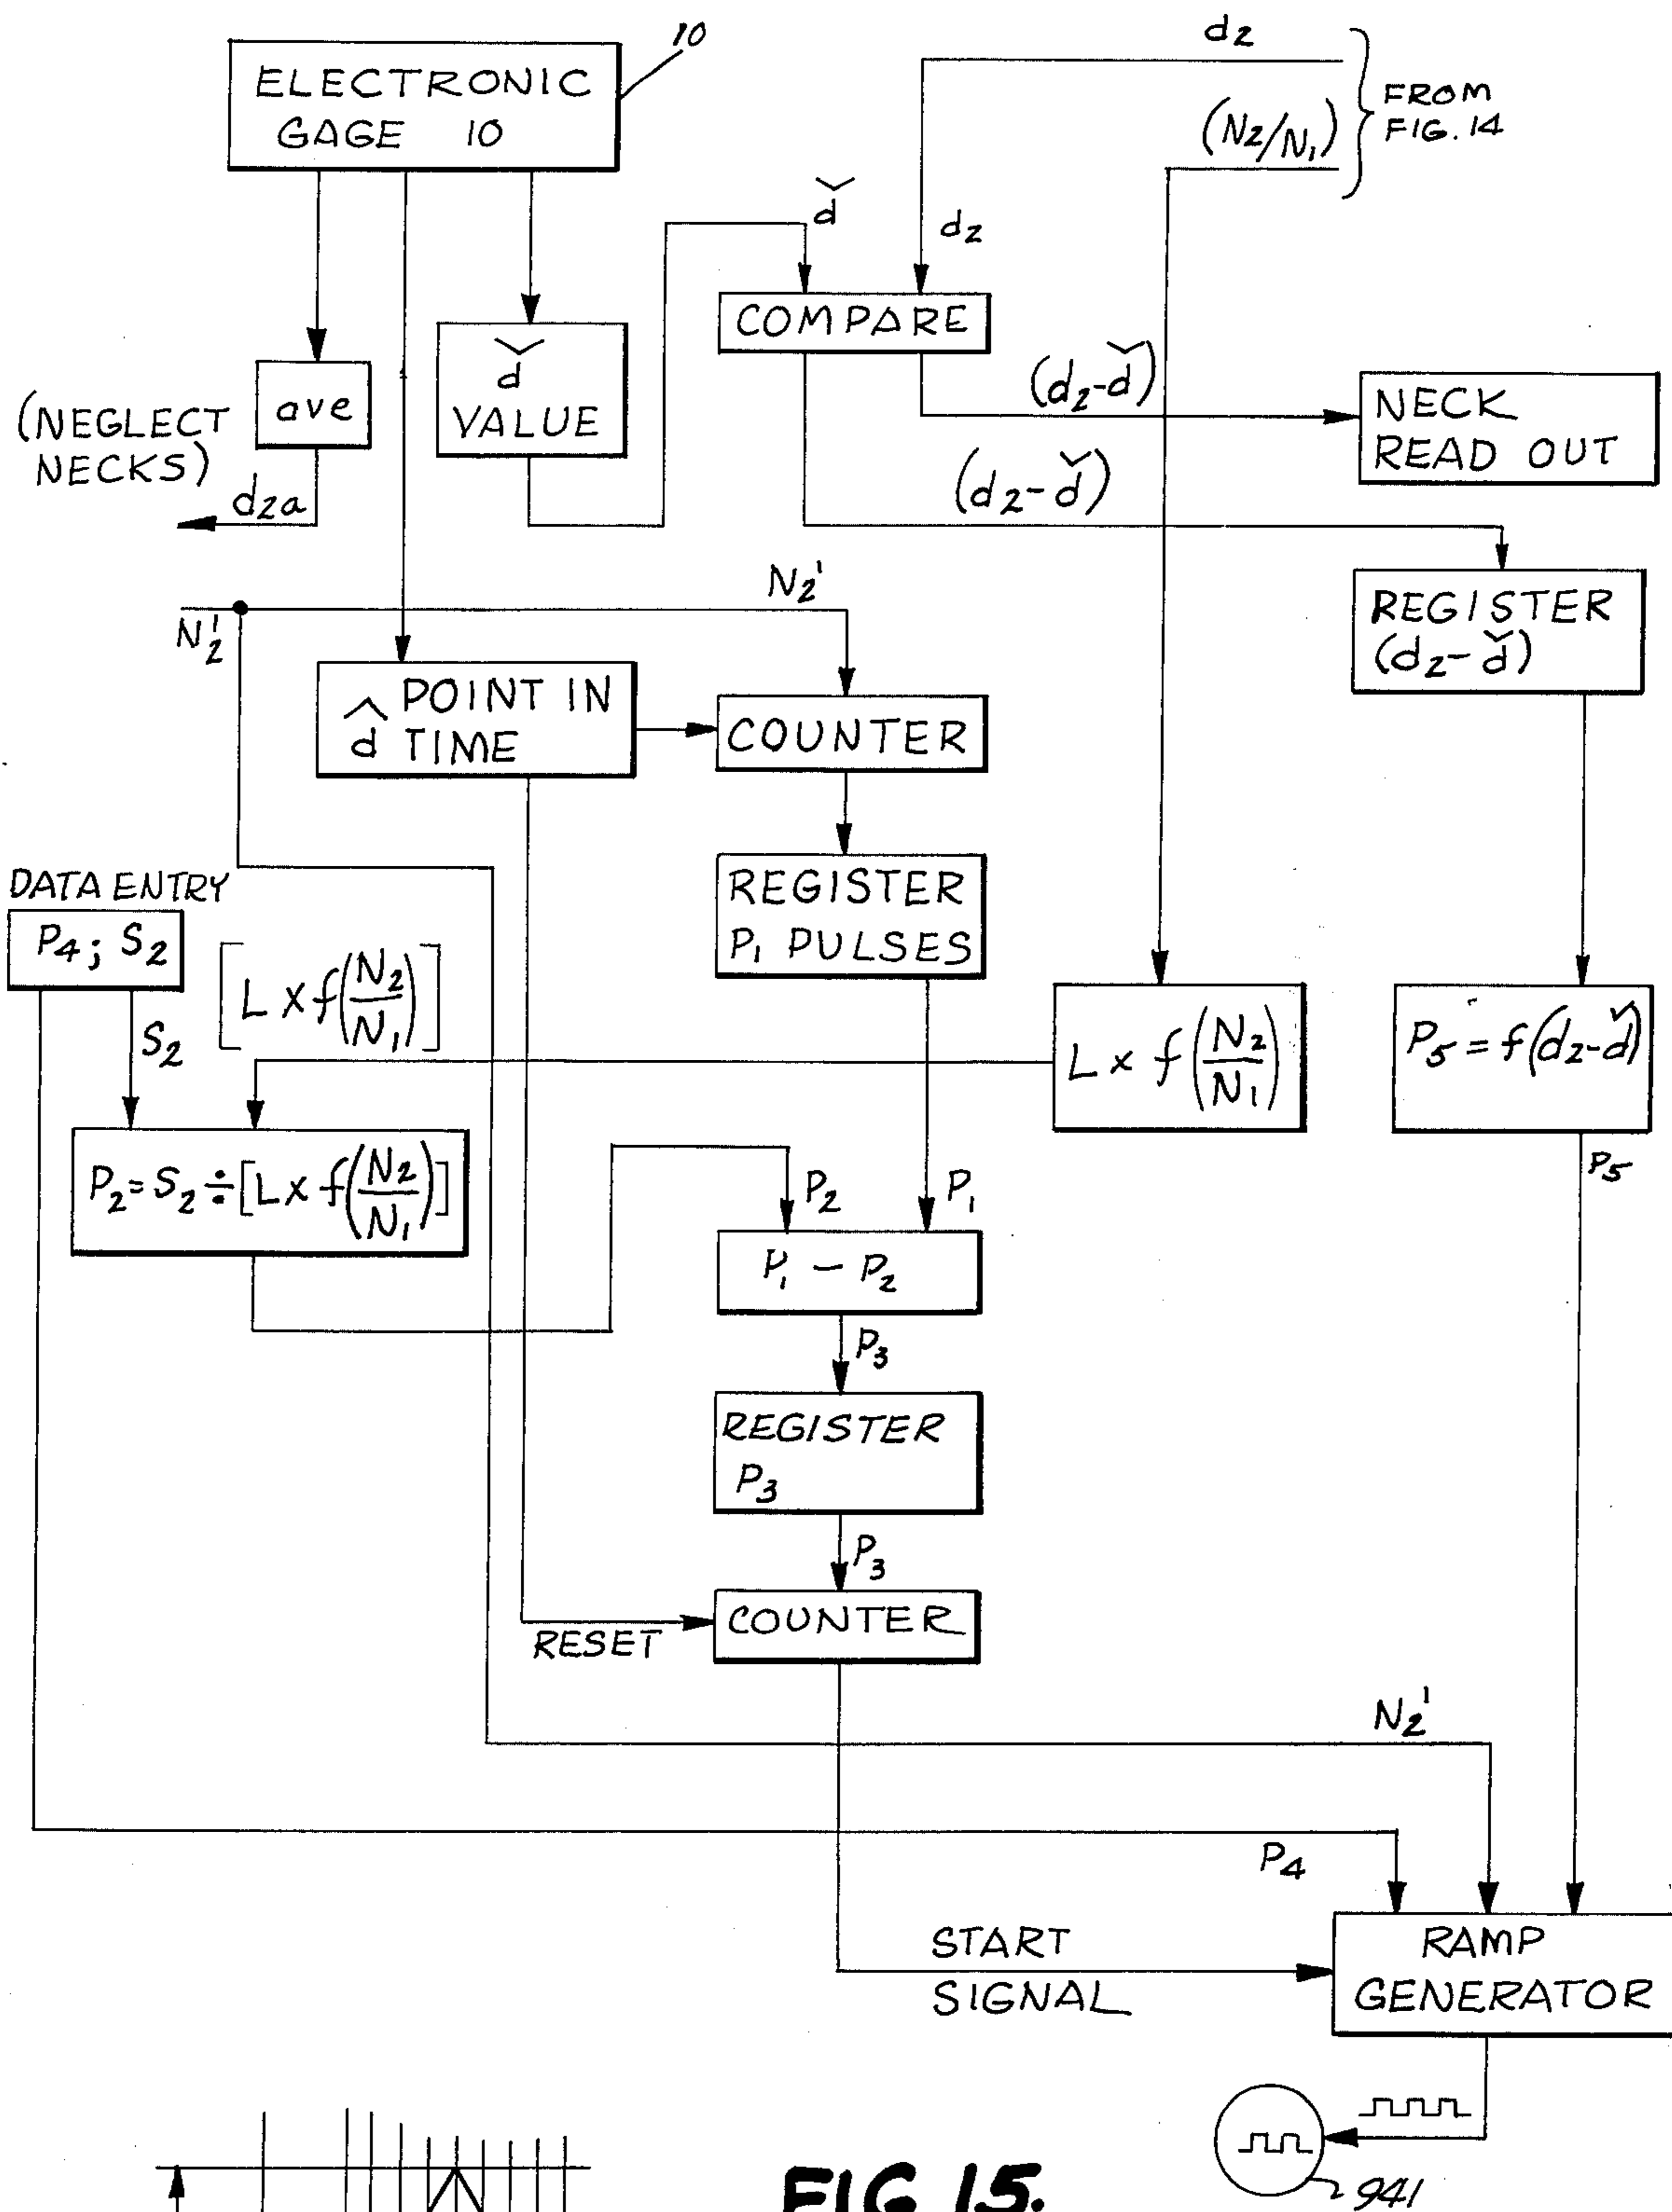 10
ELECTRONIC
GAGE 10
d₂
(N₂/N₁)
FROM
FIG. 14
ď
d₂
COMPARE
ď
VALUE
ave
(NEGLECT
NECKS)
d₂ₐ
(d₂-ď)
NECK
READ OUT
(d₂-ď)
REGISTER
(d₂-ď)
N₂'
N₂'
POINT IN
d̂ TIME
COUNTER
REGISTER
P₁ PULSES
DATA ENTRY
P₄; S₂
S₂
[L x f(N₂/N₁)]
L x f(N₂/N₁)
P₅ = f(d₂-ď)
P₅
P₂ = S₂ ÷ [L x f(N₂/N₁)]
P₂
P₁
P₁ - P₂
P₃
REGISTER
P₃
P₃
COUNTER
RESET
N₂'
P₄
START
SIGNAL
RAMP
GENERATOR
941
FIG. 15.